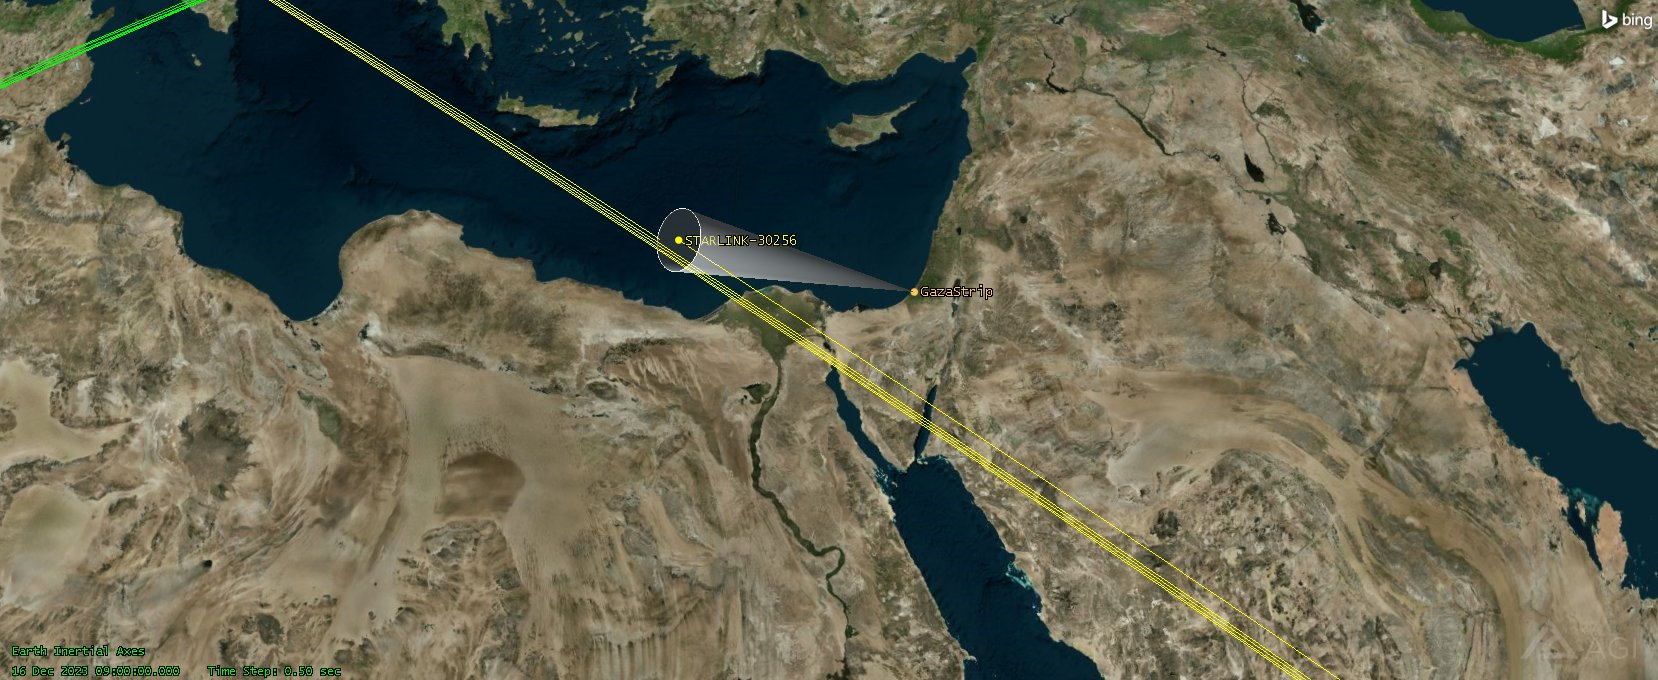 bing
STARLINK-30256
GazaStrip
Earth Inertial Axes
16 Dec 2023 09:00:00.000 Time Step: 0.50 sec
AGI